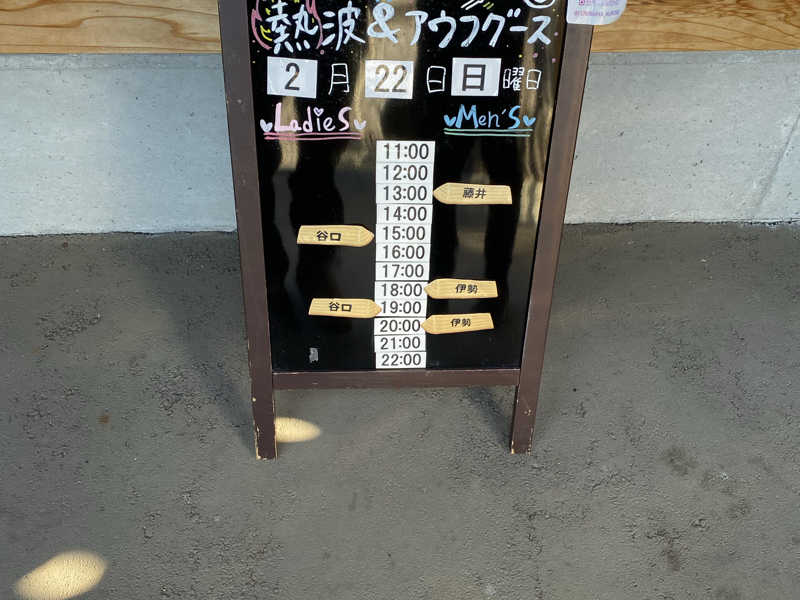 熱波&アウフグース
2月22日日曜日
Ladies Men's
11:00
12:00
13:00 藤井
14:00
谷口 15:00
16:00
17:00
18:00 伊勢
谷口 19:00
20:00 伊勢
21:00
22:00